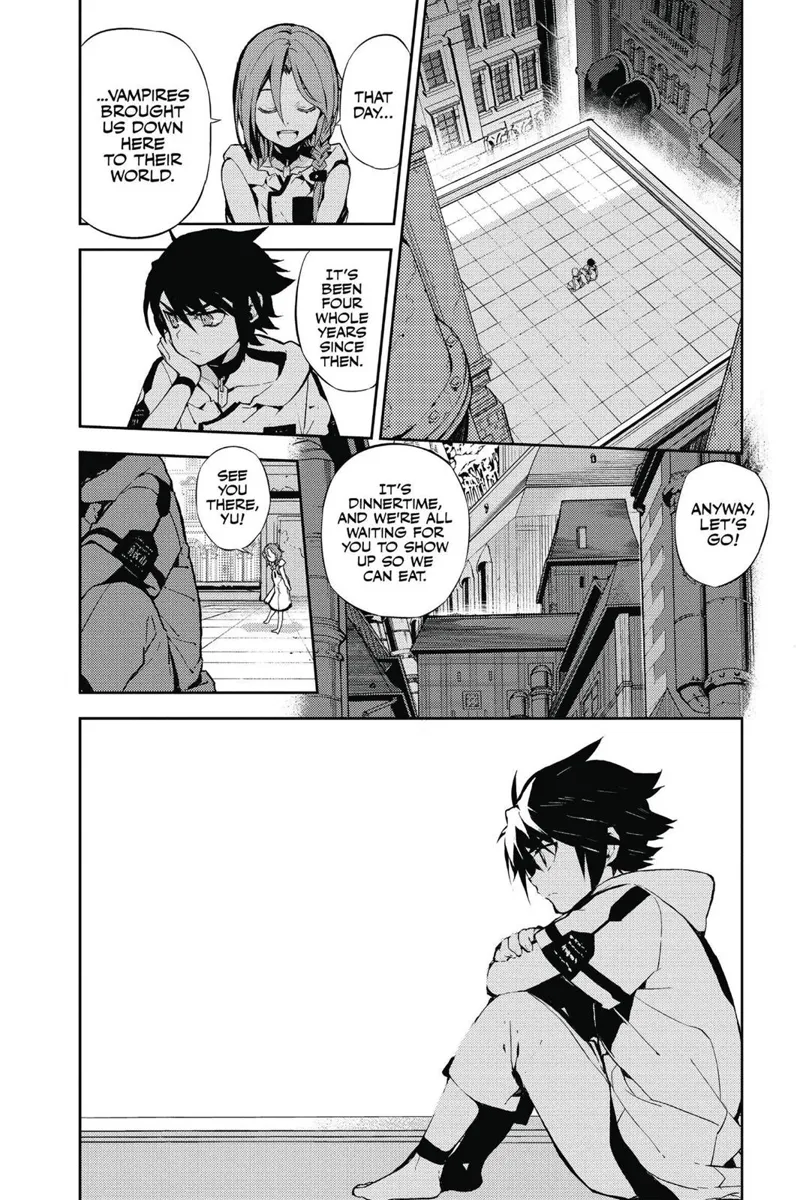 THAT
DAY...
...VAMPIRES
BROUGHT
US DOWN
HERE
TO THEIR
WORLD.
IT'S
BEEN
FOUR
WHOLE
YEARS
SINCE
THEN.
ANYWAY,
LET'S
GO!
IT'S
DINNERTIME,
AND WE'RE ALL
WAITING FOR
YOU TO SHOW
UP SO WE
CAN EAT.
SEE
YOU
THERE,
YU!